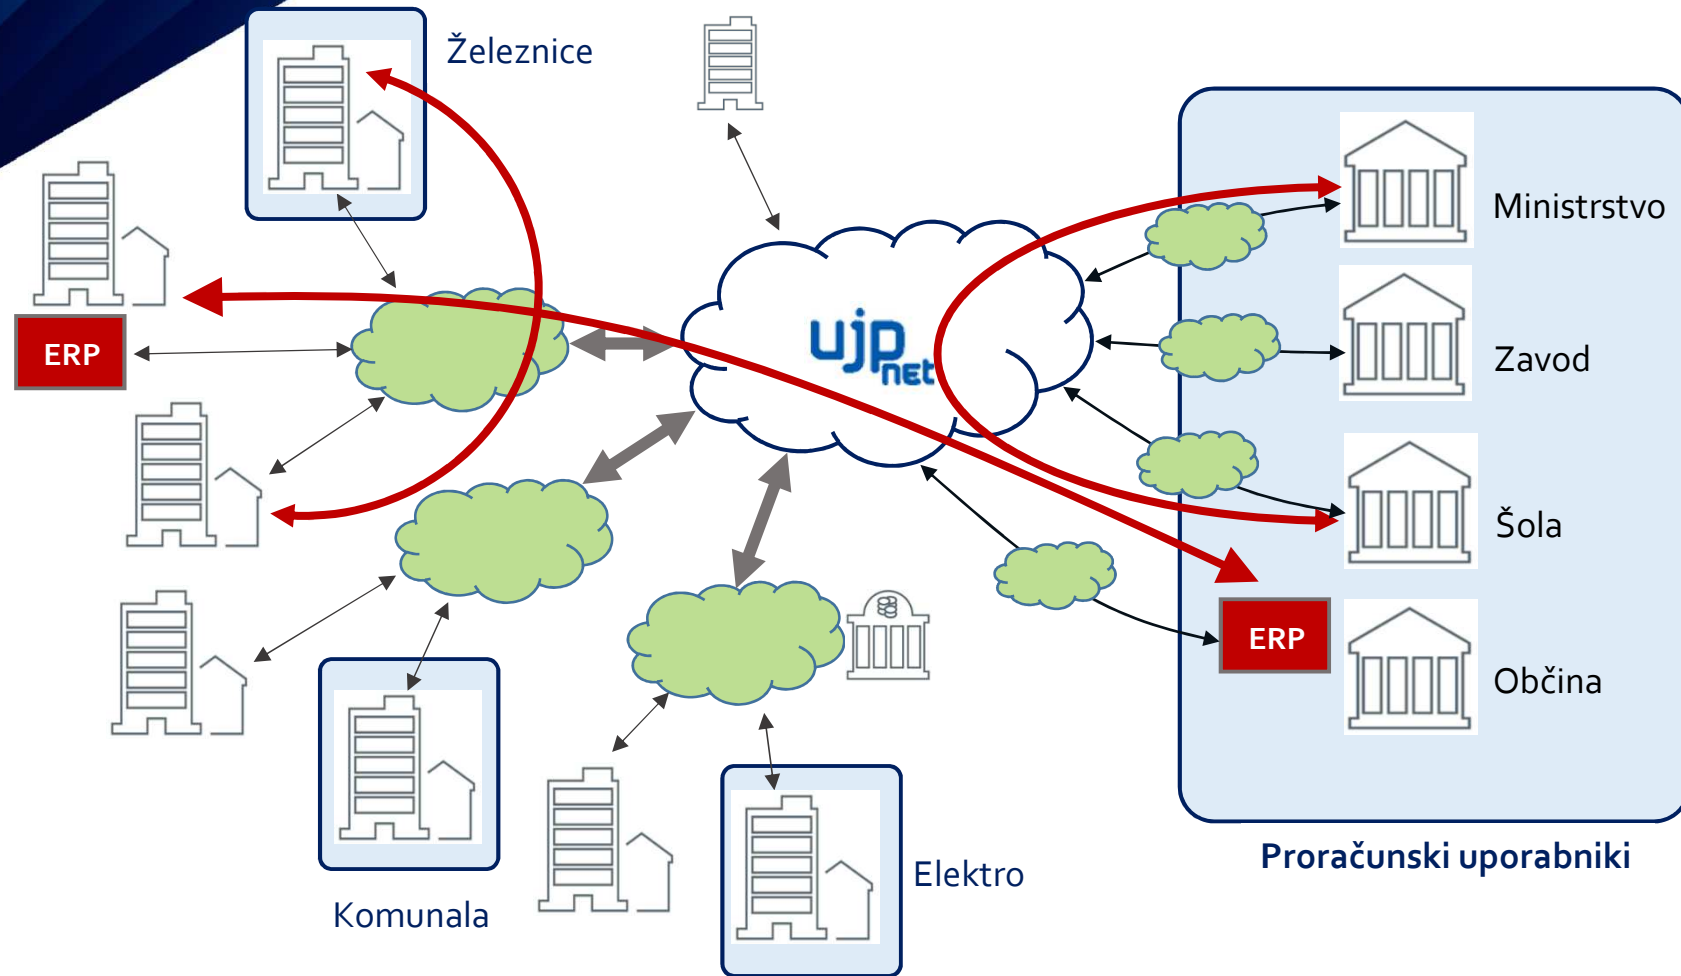 Železnice
ERP
ujp
net
Ministrstvo
Zavod
Šola
ERP
Občina
Proračunski uporabniki
Elektro
Komunala